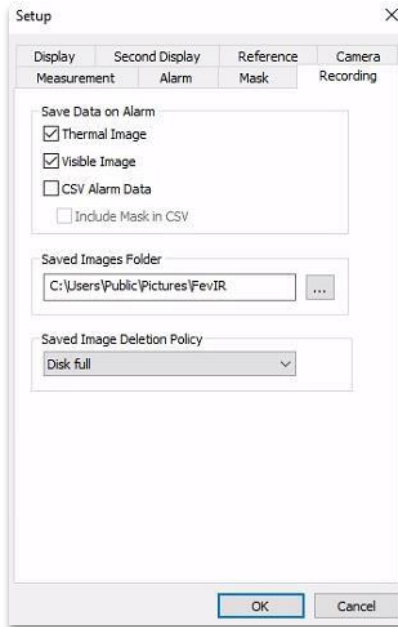 Setup
Display Second Display Reference Camera
Measurement Alarm Mask Recording
Save Data on Alarm
Thermal Image
Visible Image
CSV Alarm Data
Include Mask in CSV
Saved Images Folder
C:\Users\Public\Pictures\FevIR
...
Saved Image Deletion Policy
Disk full
OK Cancel